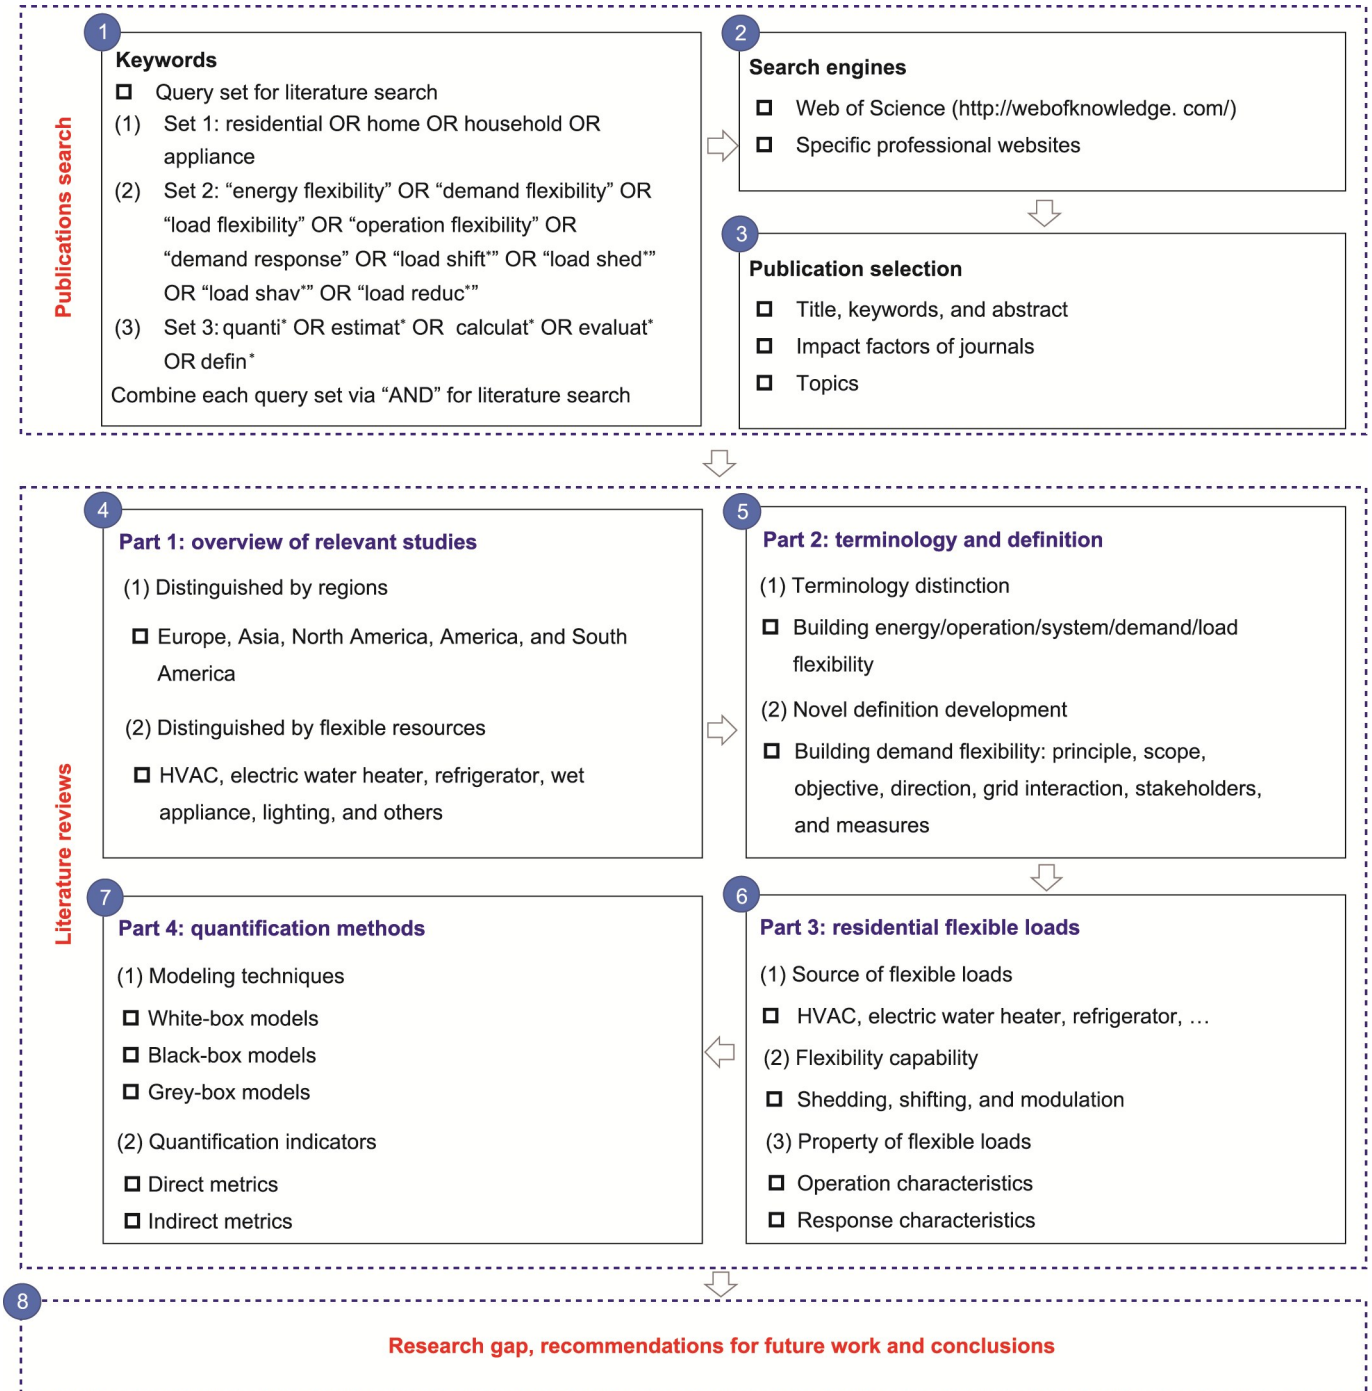 Publications search
1
Keywords
Query set for literature search
(1) Set 1: residential OR home OR household OR
appliance
(2) Set 2: “energy flexibility” OR “demand flexibility” OR
“load flexibility” OR “operation flexibility” OR
“demand response” OR “load shift*” OR “load shed*”
OR “load shav*” OR “load reduc*”
(3) Set 3: quanti* OR estimat* OR calculat* OR evaluat*
OR defin*
Combine each query set via “AND” for literature search
2
Search engines
Web of Science (http://webofknowledge. com/)
Specific professional websites
3
Publication selection
Title, keywords, and abstract
Impact factors of journals
Topics
Literature reviews
4
Part 1: overview of relevant studies
(1) Distinguished by regions
Europe, Asia, North America, America, and South
America
(2) Distinguished by flexible resources
HVAC, electric water heater, refrigerator, wet
appliance, lighting, and others
5
Part 2: terminology and definition
(1) Terminology distinction
Building energy/operation/system/demand/load
flexibility
(2) Novel definition development
Building demand flexibility: principle, scope,
objective, direction, grid interaction, stakeholders,
and measures
6
Part 3: residential flexible loads
(1) Source of flexible loads
HVAC, electric water heater, refrigerator, …
(2) Flexibility capability
Shedding, shifting, and modulation
(3) Property of flexible loads
Operation characteristics
Response characteristics
7
Part 4: quantification methods
(1) Modeling techniques
White-box models
Black-box models
Grey-box models
(2) Quantification indicators
Direct metrics
Indirect metrics
8
Research gap, recommendations for future work and conclusions